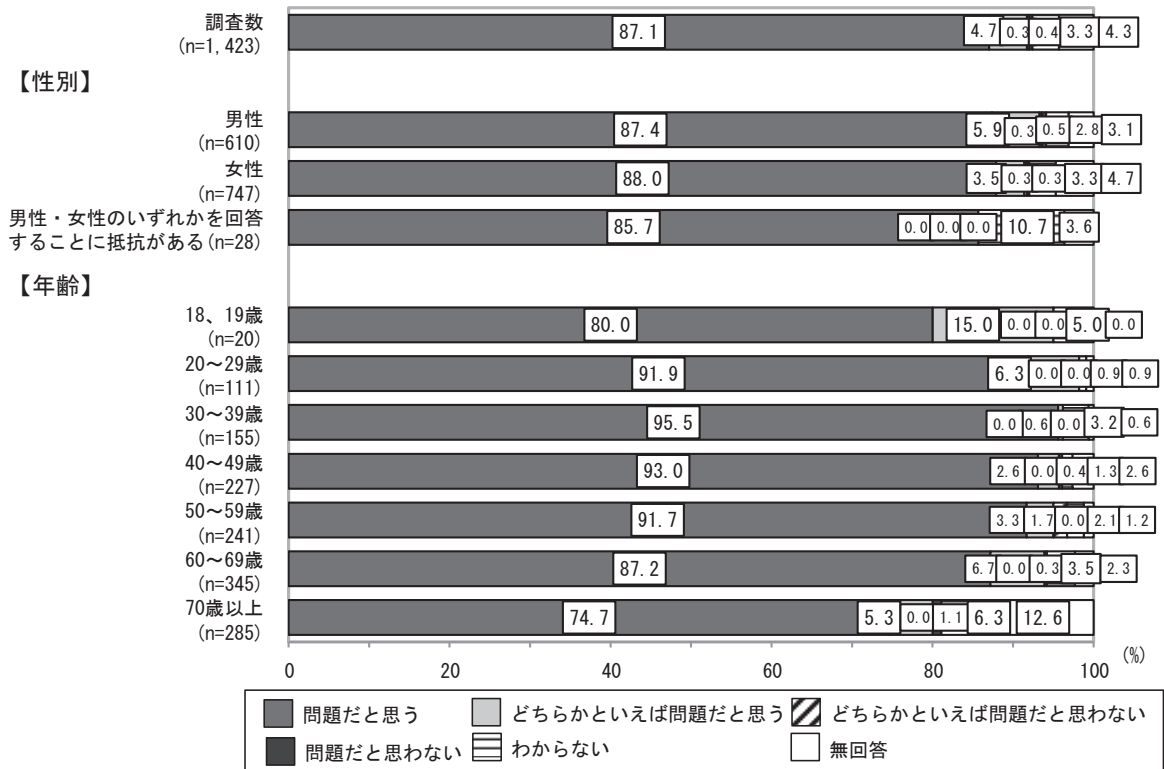 調査数
(n=1,423)
87.1 4.7 0.3 0.4 3.3 4.3
【性別】
男性
(n=610)
87.4 5.9 0.3 0.5 2.8 3.1
女性
(n=747)
88.0 3.5 0.3 0.3 3.3 4.7
男性・女性のいずれかを回答
することに抵抗がある(n=28)
85.7 0.0 0.0 0.0 10.7 3.6
【年齢】
18、19歳
(n=20)
80.0 15.0 0.0 0.0 5.0 0.0
20～29歳
(n=111)
91.9 6.3 0.0 0.0 0.9 0.9
30～39歳
(n=155)
95.5 0.0 0.6 0.0 3.2 0.6
40～49歳
(n=227)
93.0 2.6 0.0 0.4 1.3 2.6
50～59歳
(n=241)
91.7 3.3 1.7 0.0 2.1 1.2
60～69歳
(n=345)
87.2 6.7 0.0 0.3 3.5 2.3
70歳以上
(n=285)
74.7 5.3 0.0 1.1 6.3 12.6
0 20 40 60 80 100 (%)
問題だと思う どちらかといえば問題だと思う どちらかといえば問題だと思わない
問題だと思わない わからない 無回答